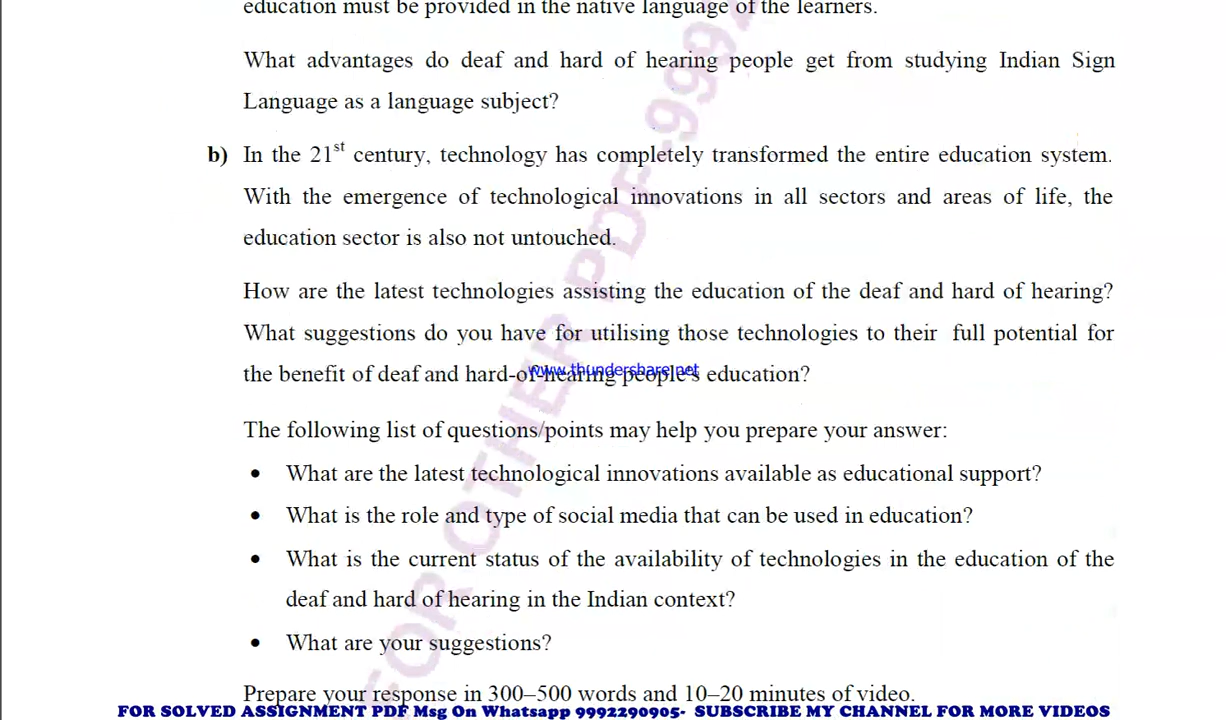 education must be provided in the native language of the learners.
What advantages do deaf and hard of hearing people get from studying Indian Sign
Language as a language subject?
b) In the 21st century, technology has completely transformed the entire education system.
With the emergence of technological innovations in all sectors and areas of life, the
education sector is also not untouched.
How are the latest technologies assisting the education of the deaf and hard of hearing?
What suggestions do you have for utilising those technologies to their full potential for
the benefit of deaf and hard-of-hearing people's education?
www.thundershare.net
The following list of questions/points may help you prepare your answer:
• What are the latest technological innovations available as educational support?
• What is the role and type of social media that can be used in education?
• What is the current status of the availability of technologies in the education of the
deaf and hard of hearing in the Indian context?
• What are your suggestions?
Prepare your response in 300–500 words and 10–20 minutes of video.
FOR OTHER PDF-999
FOR SOLVED ASSIGNMENT PDF Msg On Whatsapp 9992290905- SUBSCRIBE MY CHANNEL FOR MORE VIDEOS